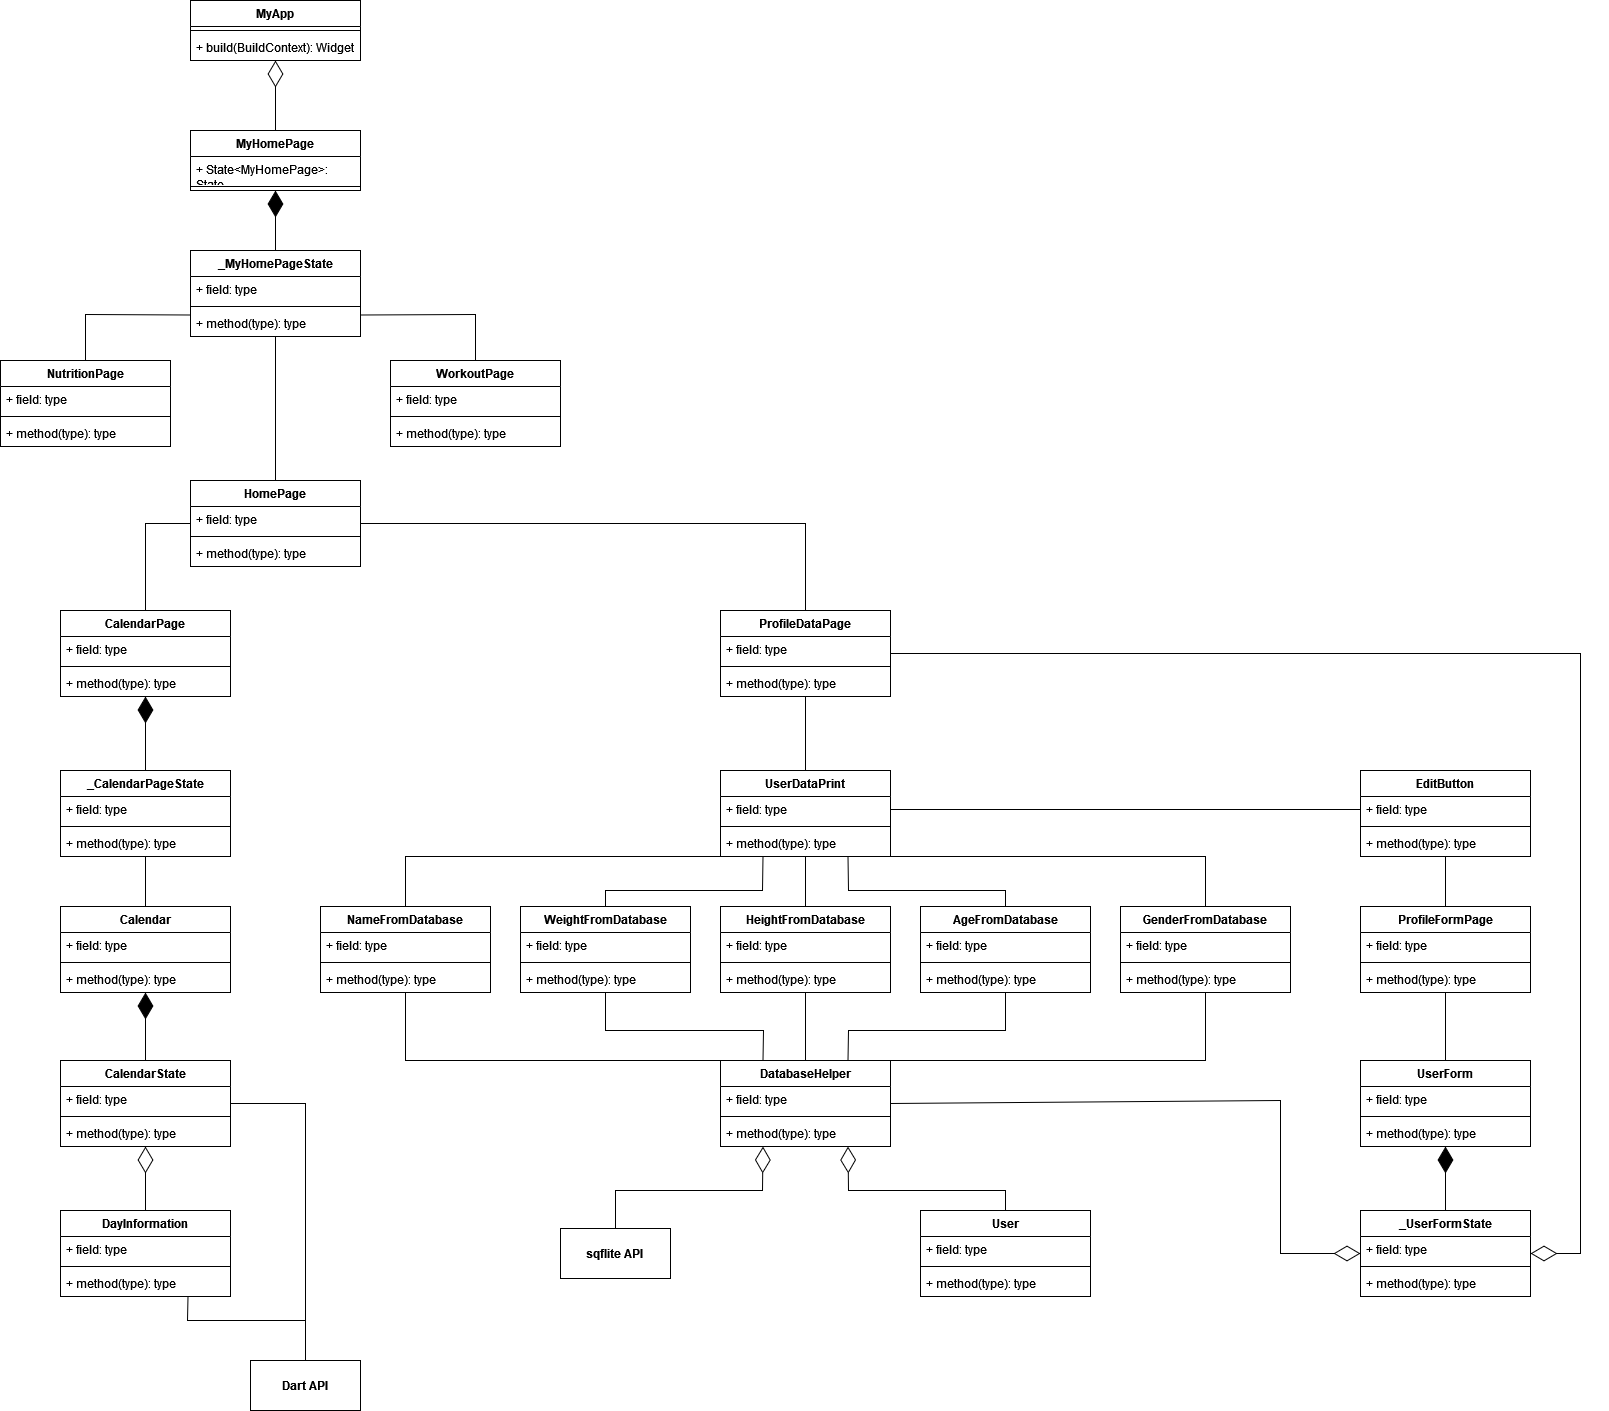 MyApp
+ build(BuildContext): Widget
MyHomePage
+ State<MyHomePage>:
State
_MyHomePageState
+ field: type
+ method(type): type
NutritionPage
+ field: type
+ method(type): type
WorkoutPage
+ field: type
+ method(type): type
HomePage
+ field: type
+ method(type): type
CalendarPage
+ field: type
+ method(type): type
ProfileDataPage
+ field: type
+ method(type): type
_CalendarPageState
+ field: type
+ method(type): type
UserDataPrint
+ field: type
+ method(type): type
EditButton
+ field: type
+ method(type): type
Calendar
+ field: type
+ method(type): type
NameFromDatabase
+ field: type
+ method(type): type
WeightFromDatabase
+ field: type
+ method(type): type
HeightFromDatabase
+ field: type
+ method(type): type
AgeFromDatabase
+ field: type
+ method(type): type
GenderFromDatabase
+ field: type
+ method(type): type
ProfileFormPage
+ field: type
+ method(type): type
CalendarState
+ field: type
+ method(type): type
DatabaseHelper
+ field: type
+ method(type): type
UserForm
+ field: type
+ method(type): type
DayInformation
+ field: type
+ method(type): type
sqflite API
User
+ field: type
+ method(type): type
_UserFormState
+ field: type
+ method(type): type
Dart API